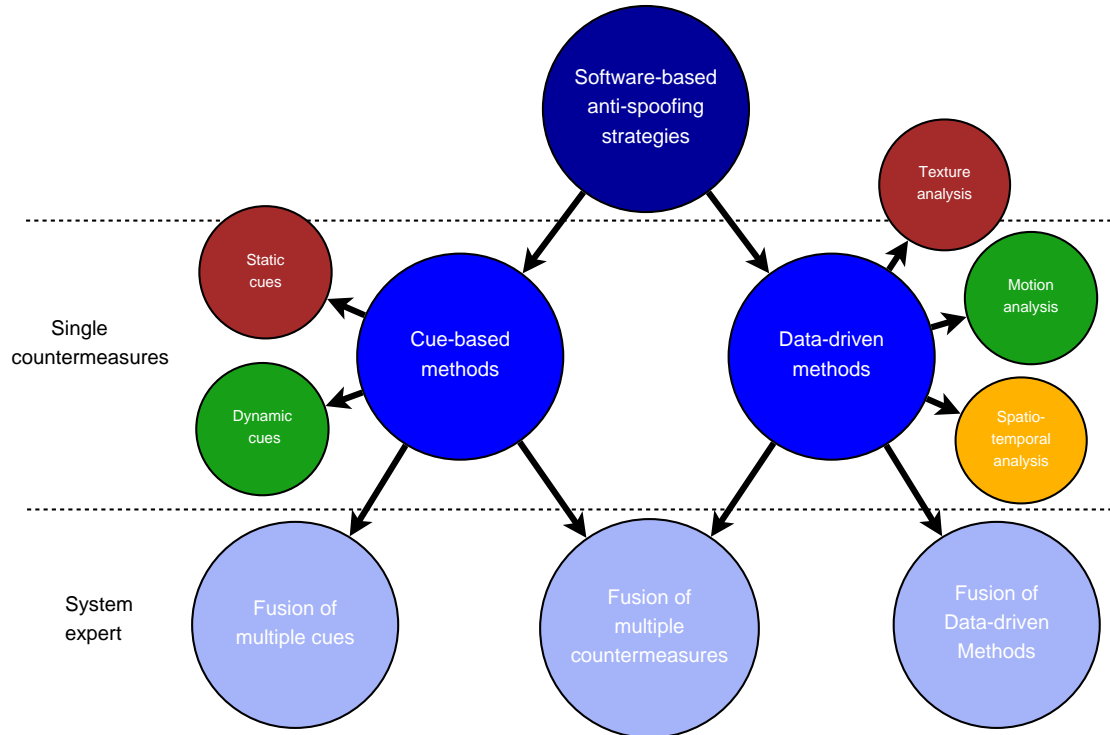 Software-based
anti-spoofing
strategies
Texture
analysis
Static
cues
Motion
analysis
Single
countermeasures
Cue-based
methods
Data-driven
methods
Dynamic
cues
Spatio-
temporal
analysis
System
expert
Fusion of
multiple cues
Fusion of
multiple
countermeasures
Fusion of
Data-driven
Methods